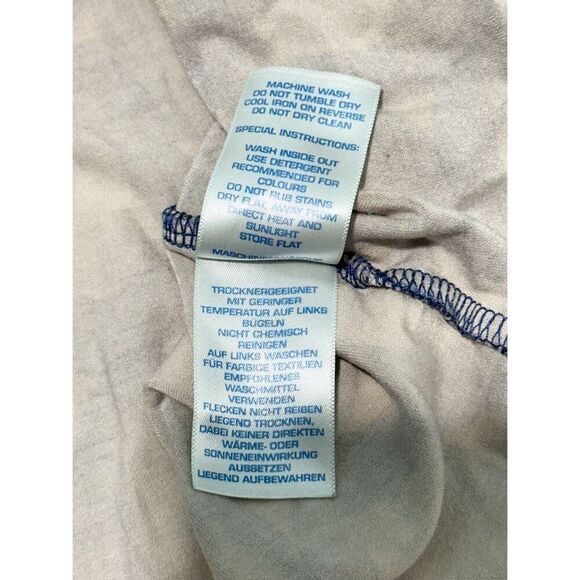 MACHINE WASH
DO NOT TUMBLE DRY
COOL IRON ON REVERSE
DO NOT DRY CLEAN
SPECIAL INSTRUCTIONS:
WASH INSIDE OUT
USE DETERGENT
RECOMMENDED FOR
COLOURS
DO NOT RUB STAINS
DRY FLAT, AWAY FROM
DIRECT HEAT AND
SUNLIGHT
STORE FLAT
TROCKNERGEEIGNET
MIT GERINGER
TEMPERATUR AUF LINKS
BÜGELN
NICHT CHEMISCH
REINIGEN
AUF LINKS WASCHEN
FÜR FARBIGE TEXTILIEN
EMPFOHLENES
WASCHMITTEL
VERWENDEN
FLECKEN NICHT REIBEN
LIEGEND TROCKNEN,
DABEI KEINER DIREKTEN
WÄRME- ODER
SONNENEINWIRKUNG
AUSSETZEN
LIEGEND AUFBEWAHREN